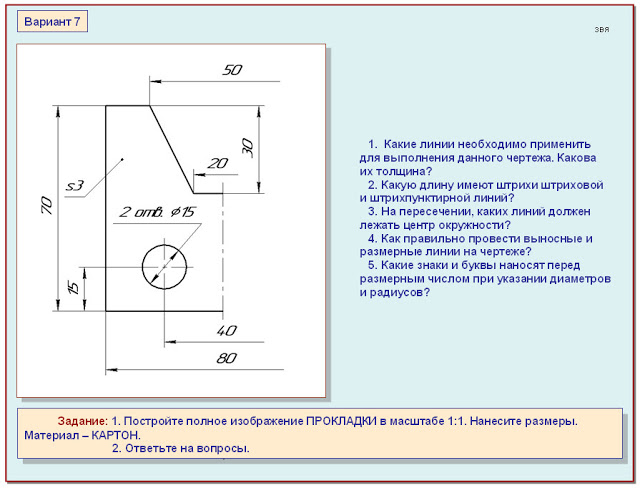 Вариант 7
звя
50
30
20
s3
70
2 отв. ϕ15
15
40
80
1. Какие линии необходимо применить
для выполнения данного чертежа. Какова
их толщина?
2. Какую длину имеют штрихи штриховой
и штрихпунктирной линий?
3. На пересечении, каких линий должен
лежать центр окружности?
4. Как правильно провести выносные и
размерные линии на чертеже?
5. Какие знаки и буквы наносят перед
размерным числом при указании диаметров
и радиусов?
Задание: 1. Постройте полное изображение ПРОКЛАДКИ в масштабе 1:1. Нанесите размеры.
Материал – КАРТОН.
2. Ответьте на вопросы.